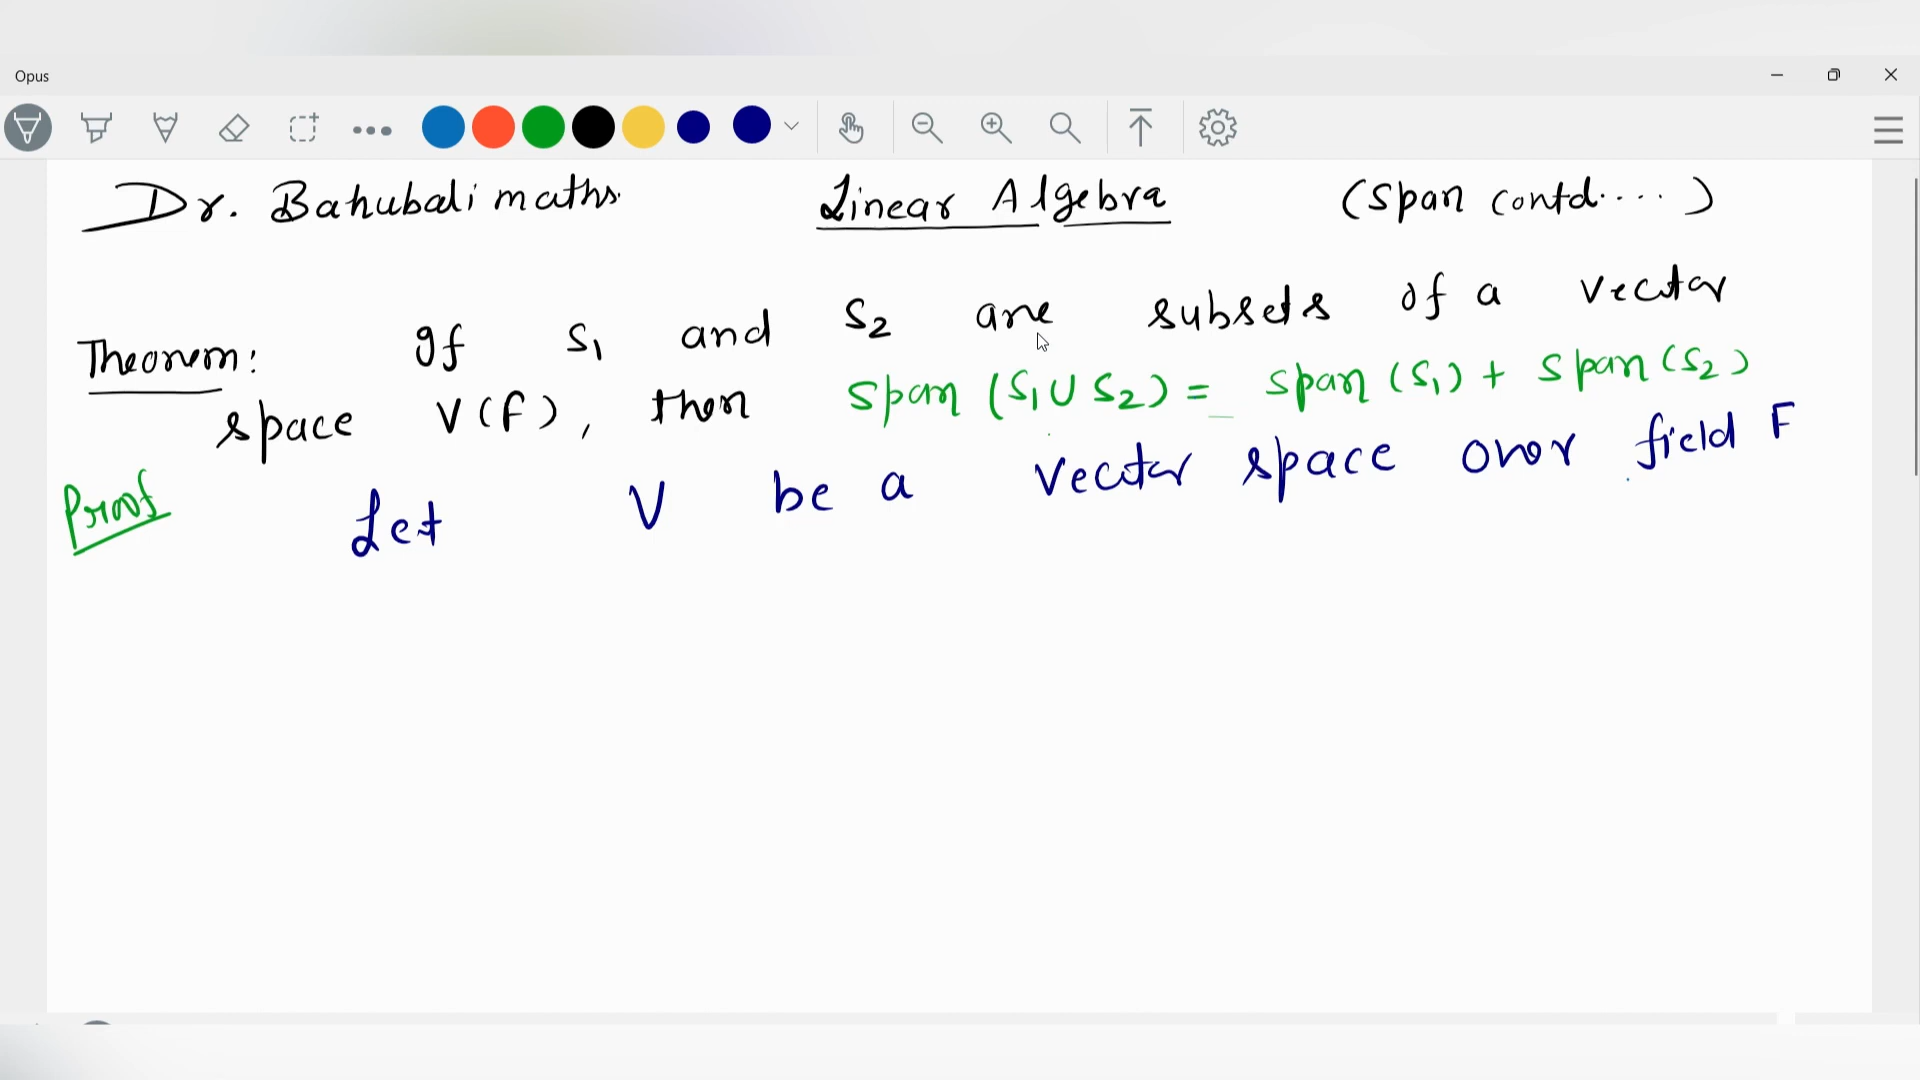 Opus
Dr. Bahubali maths. Linear Algebra (Span contd.....)
Theorem: If S₁ and S₂ are subsets of a vector
space V(F), then span (S₁ ∪ S₂) = span (S₁) + span (S₂)
Proof Let V be a vector space over field F